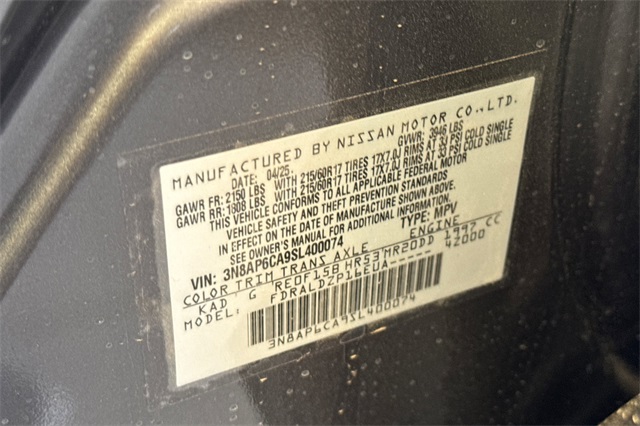 MANUFACTURED BY NISSAN MOTOR CO.,LTD.
DATE: 04/25 GVWR: 3946 LBS
GAWR FR: 2150 LBS WITH 215/60R17 TIRES 17X7.0J RIMS AT 33 PSI COLD SINGLE
GAWR RR: 1808 LBS WITH 215/60R17 TIRES 17X7.0J RIMS AT 33 PSI COLD SINGLE
THIS VEHICLE CONFORMS TO ALL APPLICABLE FEDERAL MOTOR
VEHICLE SAFETY AND THEFT PREVENTION STANDARDS
IN EFFECT ON THE DATE OF MANUFACTURE SHOWN ABOVE.
SEE OWNER'S MANUAL FOR ADDITIONAL INFORMATION.
VIN: 3N8AP6CA9SL400074 TYPE: MPV
COLOR TRIM TRANS AXLE ENGINE
KAD G RE0F15B HR53 MR20DD 1997 CC
MODEL: FDRALDZP16EUA- 42000
3N8AP6CA9SL400074